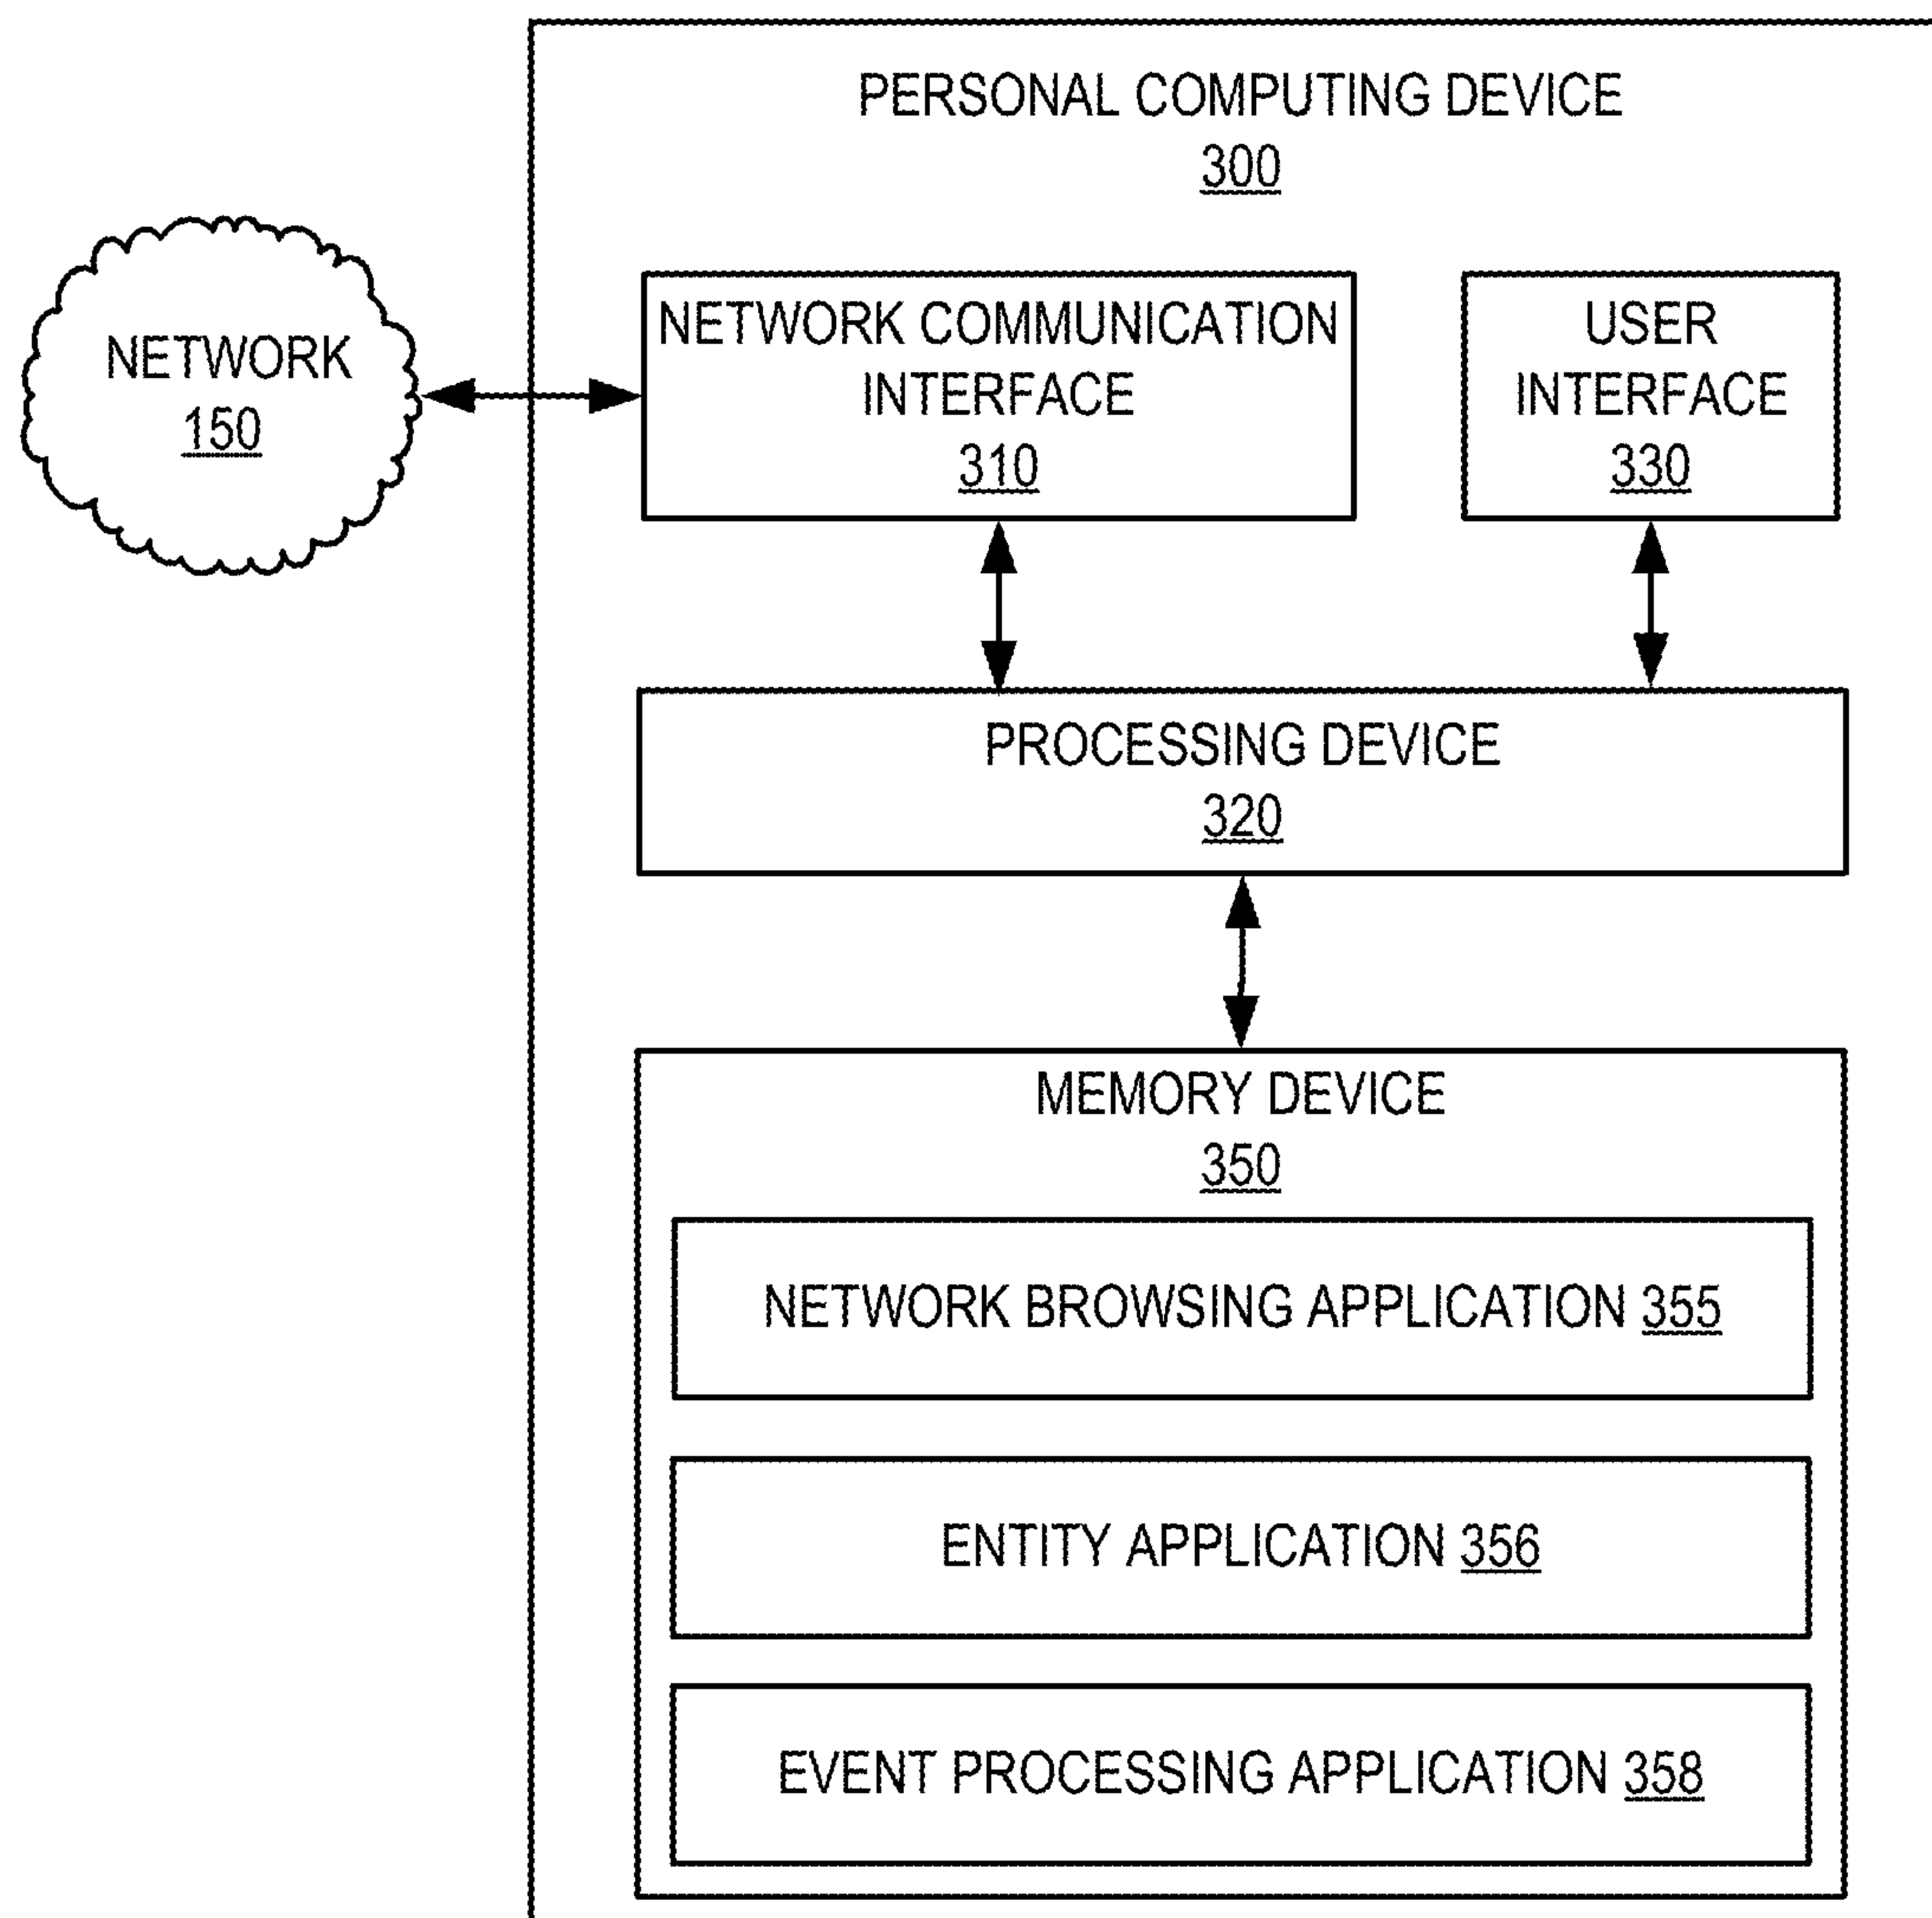 PERSONAL COMPUTING DEVICE
300
NETWORK
150
NETWORK COMMUNICATION
INTERFACE
310
USER
INTERFACE
330
PROCESSING DEVICE
320
MEMORY DEVICE
350
NETWORK BROWSING APPLICATION 355
ENTITY APPLICATION 356
EVENT PROCESSING APPLICATION 358